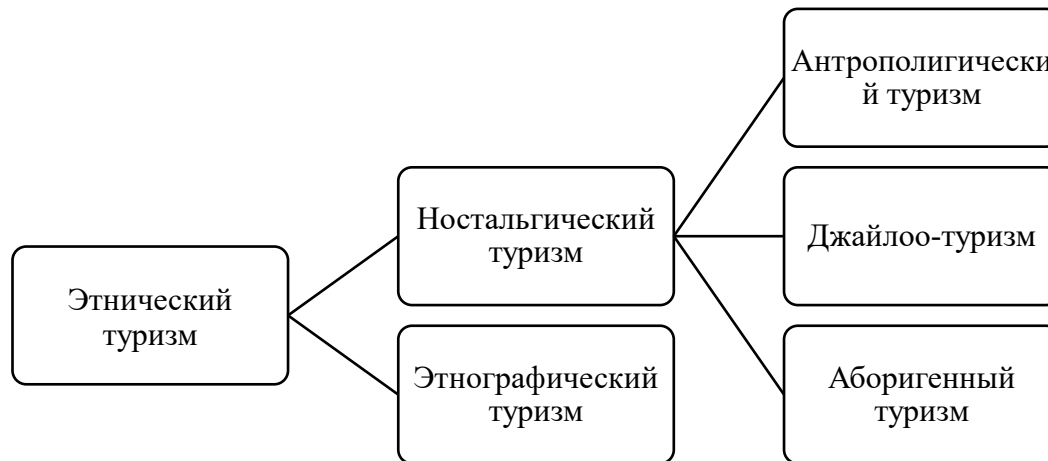 Антрополигически
й туризм
Ностальгический
туризм
Джайлоо-туризм
Этнический
туризм
Этнографический
туризм
Аборигенный
туризм